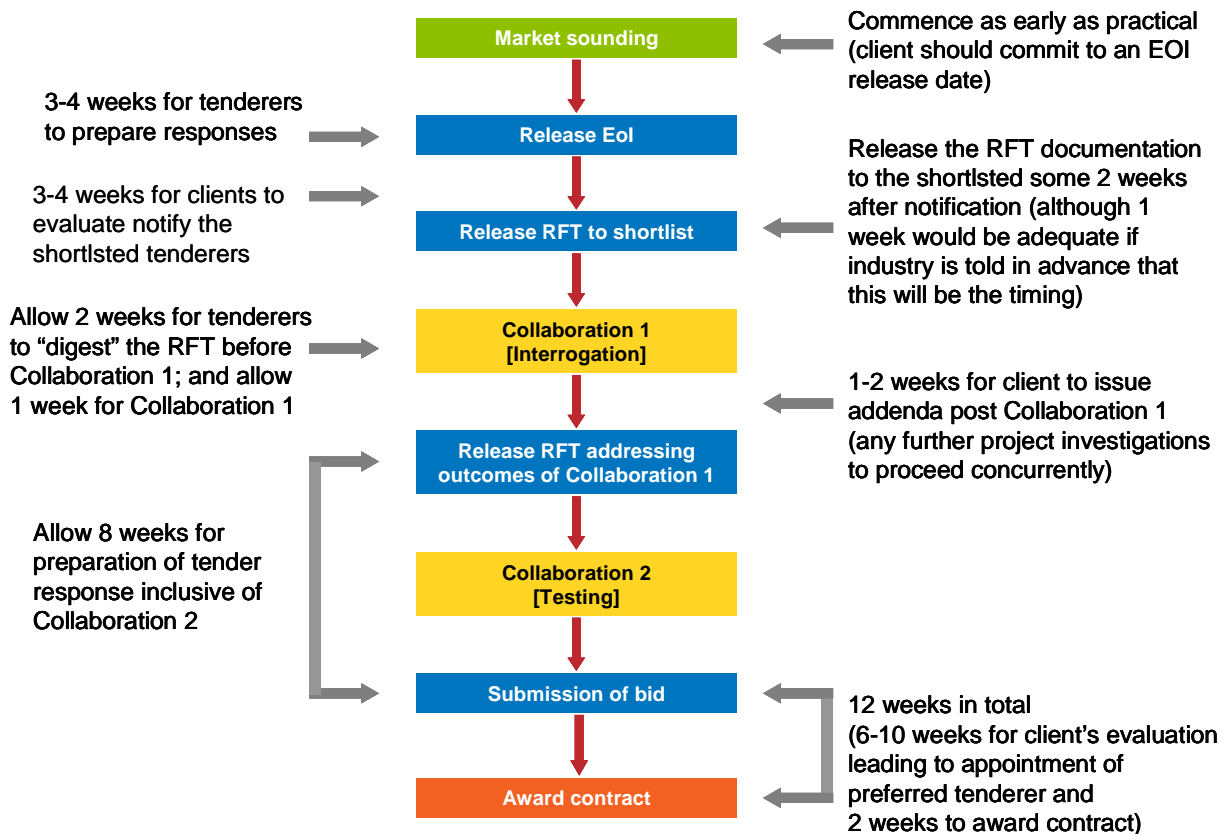 Market sounding
Commence as early as practical
(client should commit to an EOI
release date)
3-4 weeks for tenderers
to prepare responses
Release EoI
3-4 weeks for clients to
evaluate notify the
shortlsted tenderers
Release RFT to shortlist
Release the RFT documentation
to the shortlsted some 2 weeks
after notification (although 1
week would be adequate if
industry is told in advance that
this will be the timing)
Allow 2 weeks for tenderers
to “digest” the RFT before
Collaboration 1; and allow
1 week for Collaboration 1
Collaboration 1
[Interrogation]
1-2 weeks for client to issue
addenda post Collaboration 1
(any further project investigations
to proceed concurrently)
Release RFT addressing
outcomes of Collaboration 1
Allow 8 weeks for
preparation of tender
response inclusive of
Collaboration 2
Collaboration 2
[Testing]
Submission of bid
12 weeks in total
(6-10 weeks for client’s evaluation
leading to appointment of
preferred tenderer and
2 weeks to award contract)
Award contract